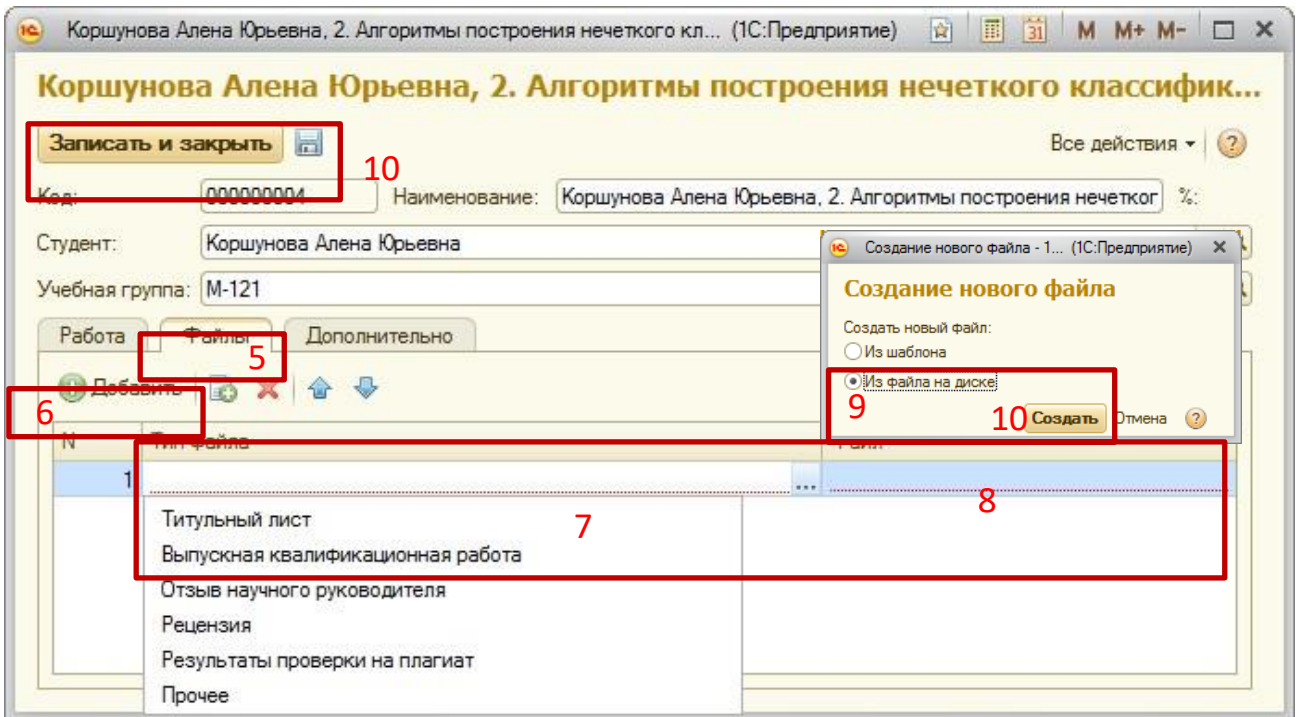 Коршунова Алена Юрьевна, 2. Алгоритмы построения нечеткого кл... (1С:Предприятие) 31 M M+ M-
Коршунова Алена Юрьевна, 2. Алгоритмы построения нечеткого классифик...
Записать и закрыть Все действия ?
10
Код: 000000004 Наименование: Коршунова Алена Юрьевна, 2. Алгоритмы построения нечетког %:
Студент: Коршунова Алена Юрьевна
Учебная группа: М-121
Работа Файлы Дополнительно
5
Добавить
6
N Тип файла Файл
1 ...
8
7
Титульный лист
Выпускная квалификационная работа
Отзыв научного руководителя
Рецензия
Результаты проверки на плагиат
Прочее
1С Создание нового файла - 1... (1С:Предприятие)
Создание нового файла
Создать новый файл:
Из шаблона
Из файла на диске
9
10 Создать Отмена ?